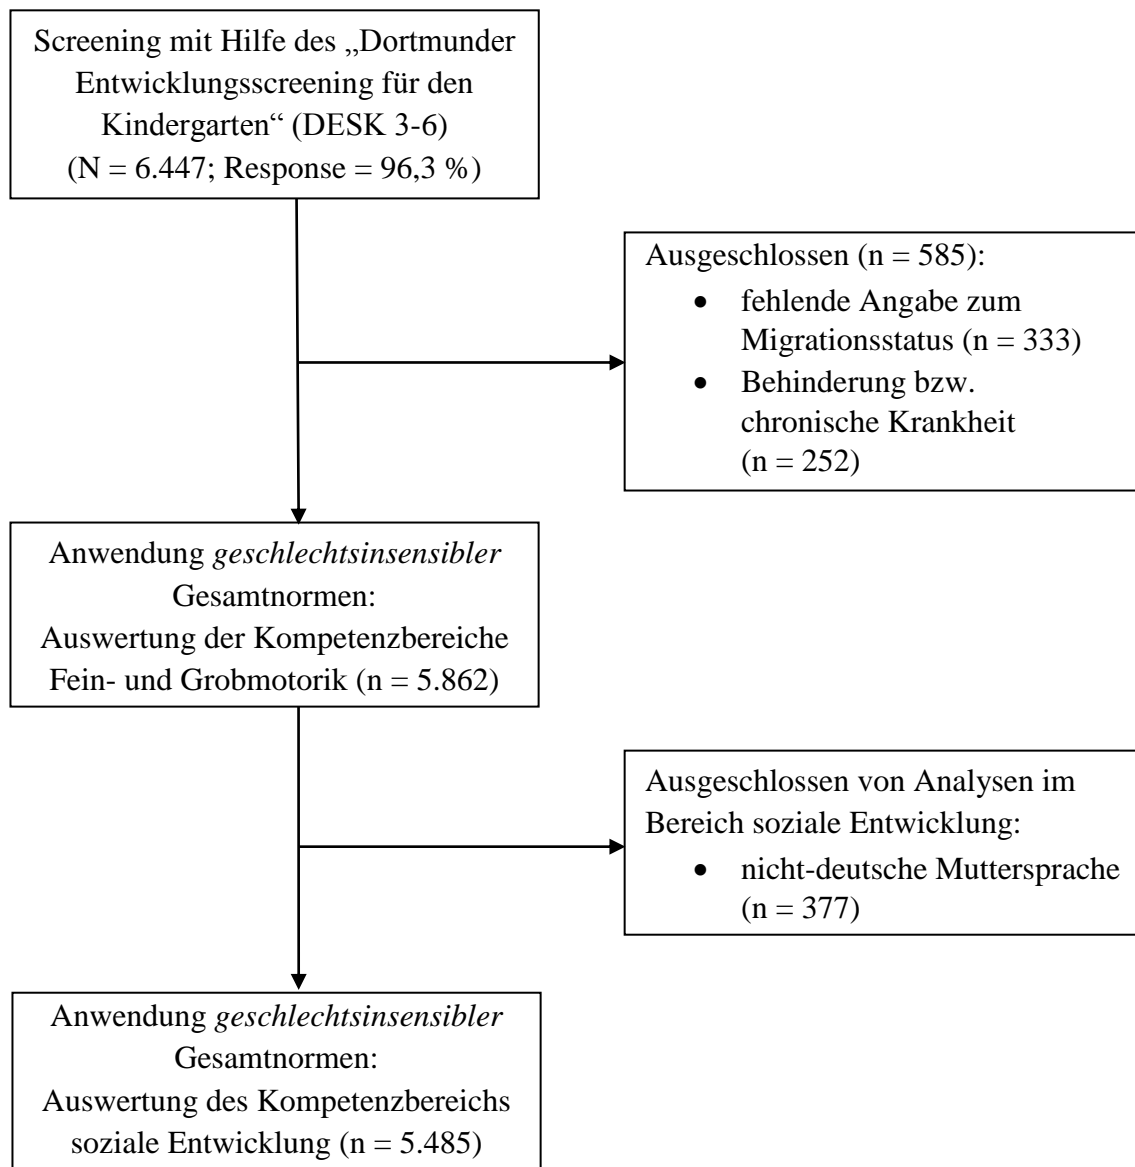 Screening mit Hilfe des „Dortmunder
Entwicklungsscreening für den
Kindergarten“ (DESK 3-6)
(N = 6.447; Response = 96,3 %)
Ausgeschlossen (n = 585):
• fehlende Angabe zum
Migrationsstatus (n = 333)
• Behinderung bzw.
chronische Krankheit
(n = 252)
Anwendung geschlechtsinsensibler
Gesamtnormen:
Auswertung der Kompetenzbereiche
Fein- und Grobmotorik (n = 5.862)
Ausgeschlossen von Analysen im
Bereich soziale Entwicklung:
• nicht-deutsche Muttersprache
(n = 377)
Anwendung geschlechtsinsensibler
Gesamtnormen:
Auswertung des Kompetenzbereichs
soziale Entwicklung (n = 5.485)